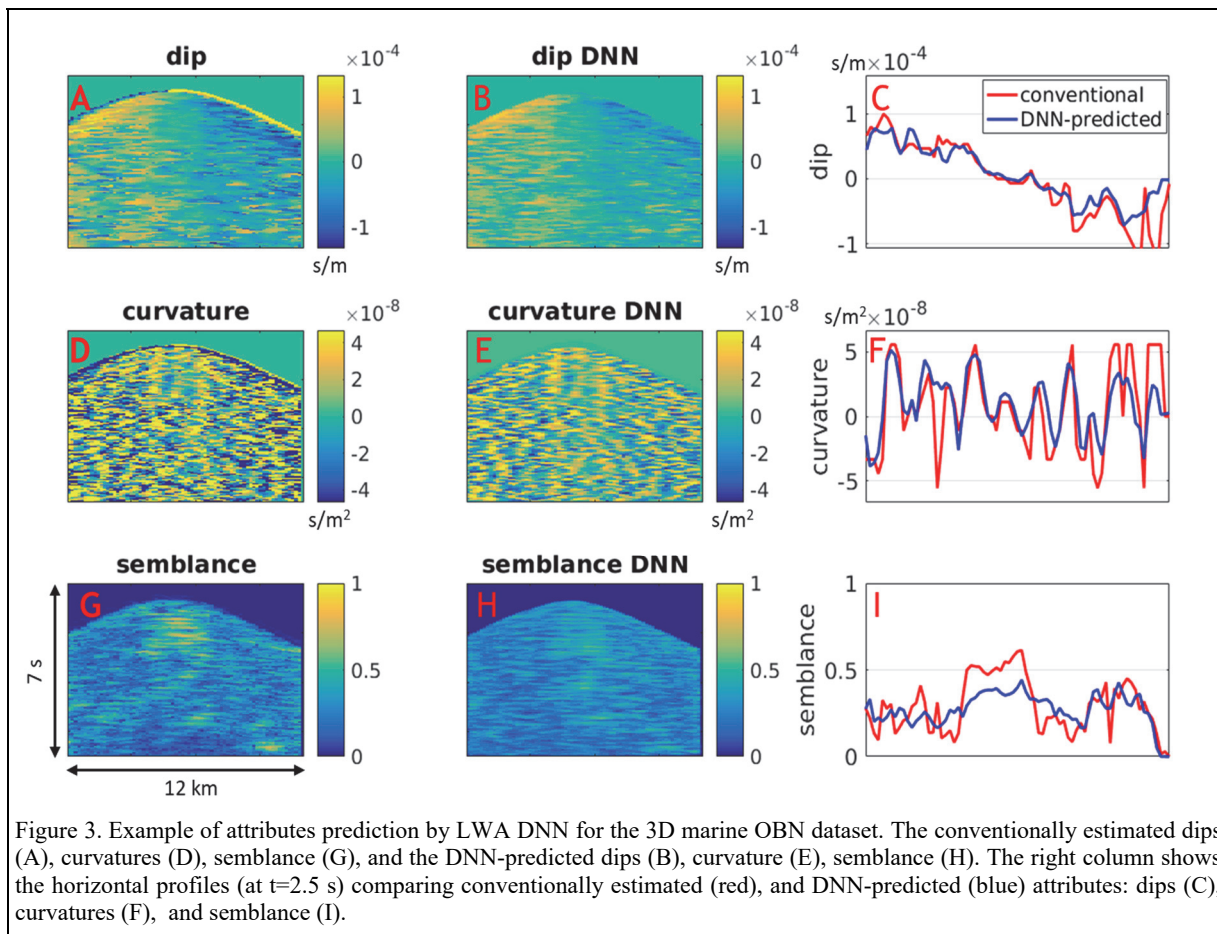 dip
×10⁻⁴
A
1
0
-1
s/m
dip DNN
×10⁻⁴
B
1
0
-1
s/m
s/m×10⁻⁴
C
conventional
DNN-predicted
1
0
-1
dip
curvature
×10⁻⁸
D
4
2
0
-2
-4
s/m²
curvature DNN
×10⁻⁸
E
4
2
0
-2
-4
s/m²
s/m²×10⁻⁸
F
5
0
-5
curvature
semblance
G
1
0.5
0
7 s
12 km
semblance DNN
H
1
0.5
0
I
1
0.5
0
semblance
Figure 3. Example of attributes prediction by LWA DNN for the 3D marine OBN dataset. The conventionally estimated dips
(A), curvatures (D), semblance (G), and the DNN-predicted dips (B), curvature (E), semblance (H). The right column shows
the horizontal profiles (at t=2.5 s) comparing conventionally estimated (red), and DNN-predicted (blue) attributes: dips (C),
curvatures (F), and semblance (I).